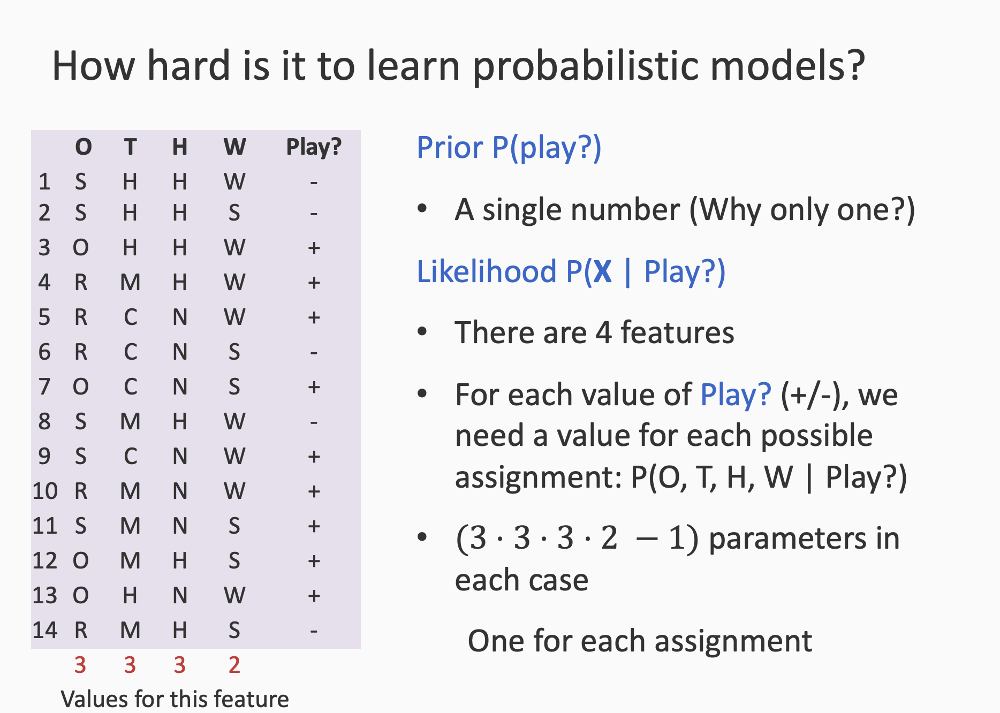 How hard is it to learn probabilistic models?
O T H W Play?
1 S H H W -
2 S H H S -
3 O H H W +
4 R M H W +
5 R C N W +
6 R C N S -
7 O C N S +
8 S M H W -
9 S C N W +
10 R M N W +
11 S M N S +
12 O M H S +
13 O H N W +
14 R M H S -
3 3 3 2
Values for this feature
Prior P(play?)
• A single number (Why only one?)
Likelihood P(X | Play?)
• There are 4 features
• For each value of Play? (+/-), we
need a value for each possible
assignment: P(O, T, H, W | Play?)
• (3 · 3 · 3 · 2 − 1) parameters in
each case
One for each assignment